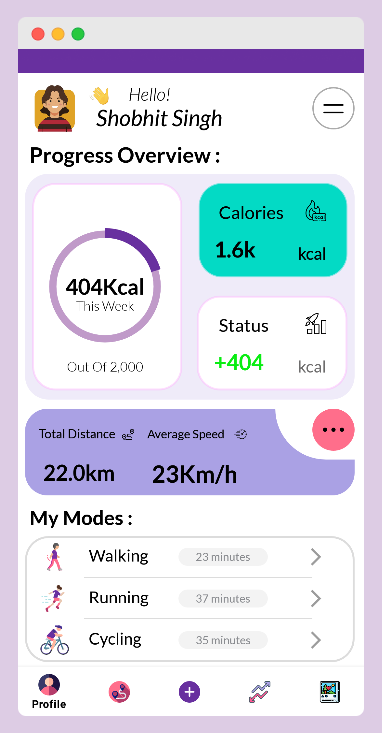 Hello!
Shobhit Singh
Progress Overview :
404Kcal
This Week
Out Of 2,000
Calories
1.6k kcal
Status
+404 kcal
Total Distance Average Speed
22.0km 23Km/h
My Modes :
Walking 23 minutes
Running 37 minutes
Cycling 35 minutes
Profile